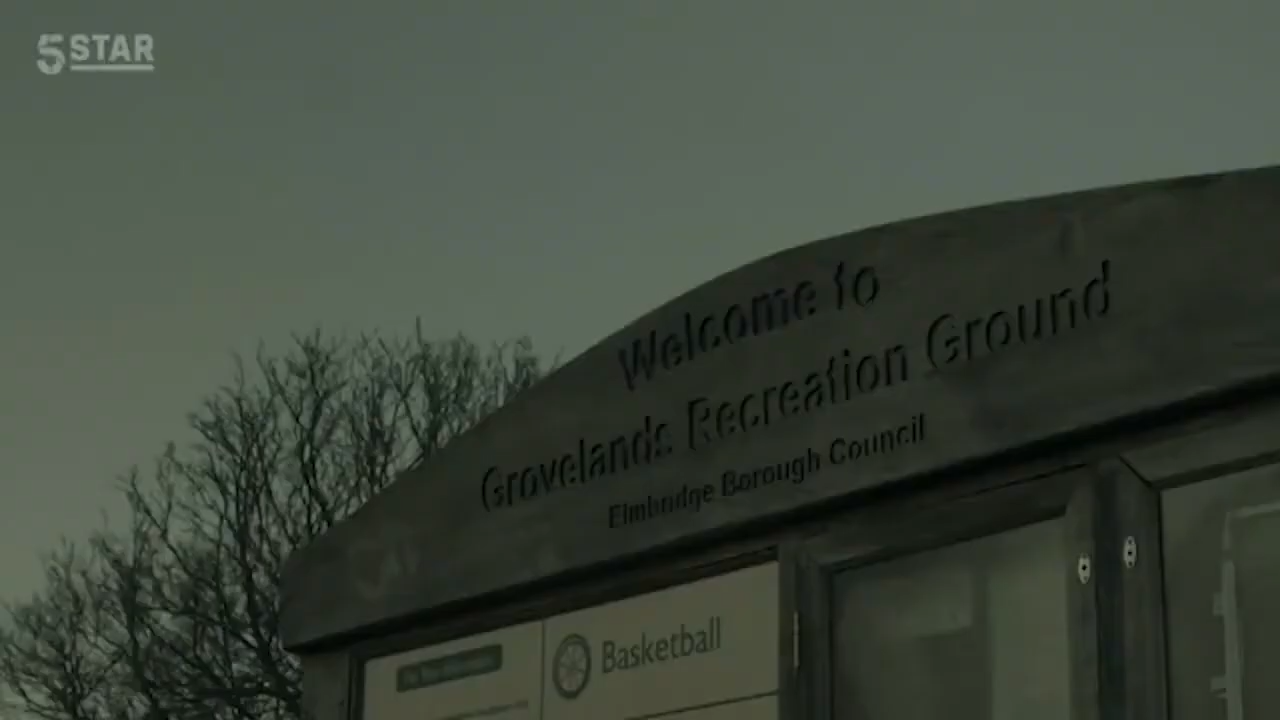 5STAR
Welcome to
Grovelands Recreation Ground
Elmbridge Borough Council
Basketball